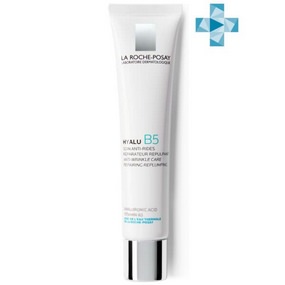 LA ROCHE-POSAY
LABORATOIRE DERMATOLOGIQUE
HYALU B5
SOIN ANTI-RIDES
RÉPARATEUR REPULPANT
ANTI-WRINKLE CARE
REPAIRING REPLUMPING
HYALURONIC ACID
VITAMIN B5